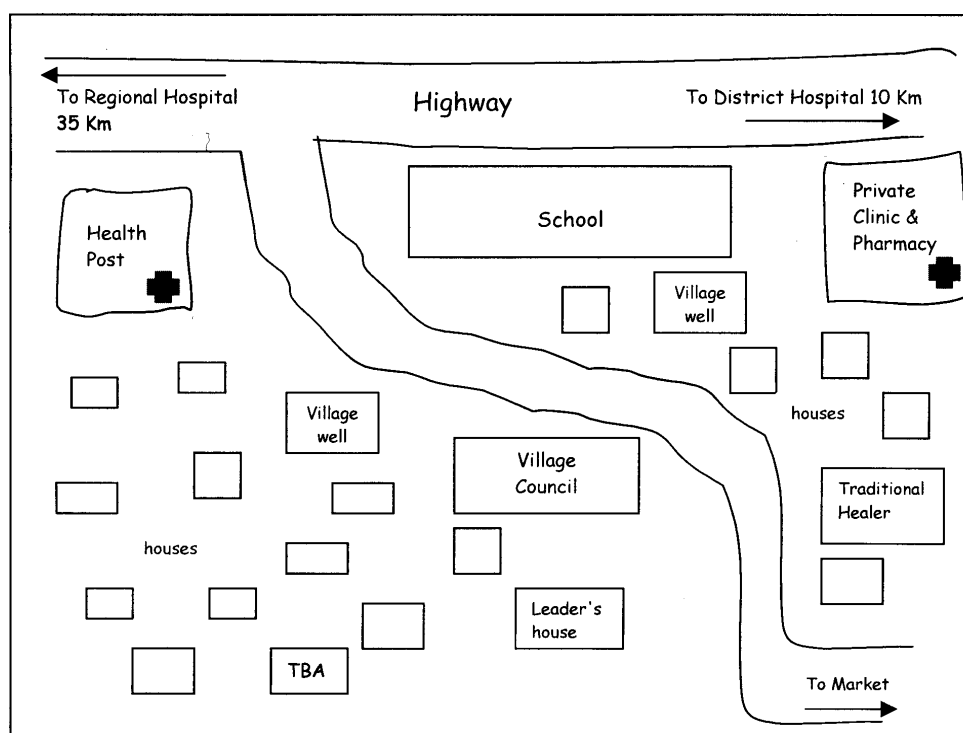 To Regional Hospital
35 Km
Highway
To District Hospital 10 Km
Health
Post
School
Private
Clinic &
Pharmacy
Village
well
Village
well
houses
Village
Council
Traditional
Healer
houses
Leader's
house
TBA
To Market